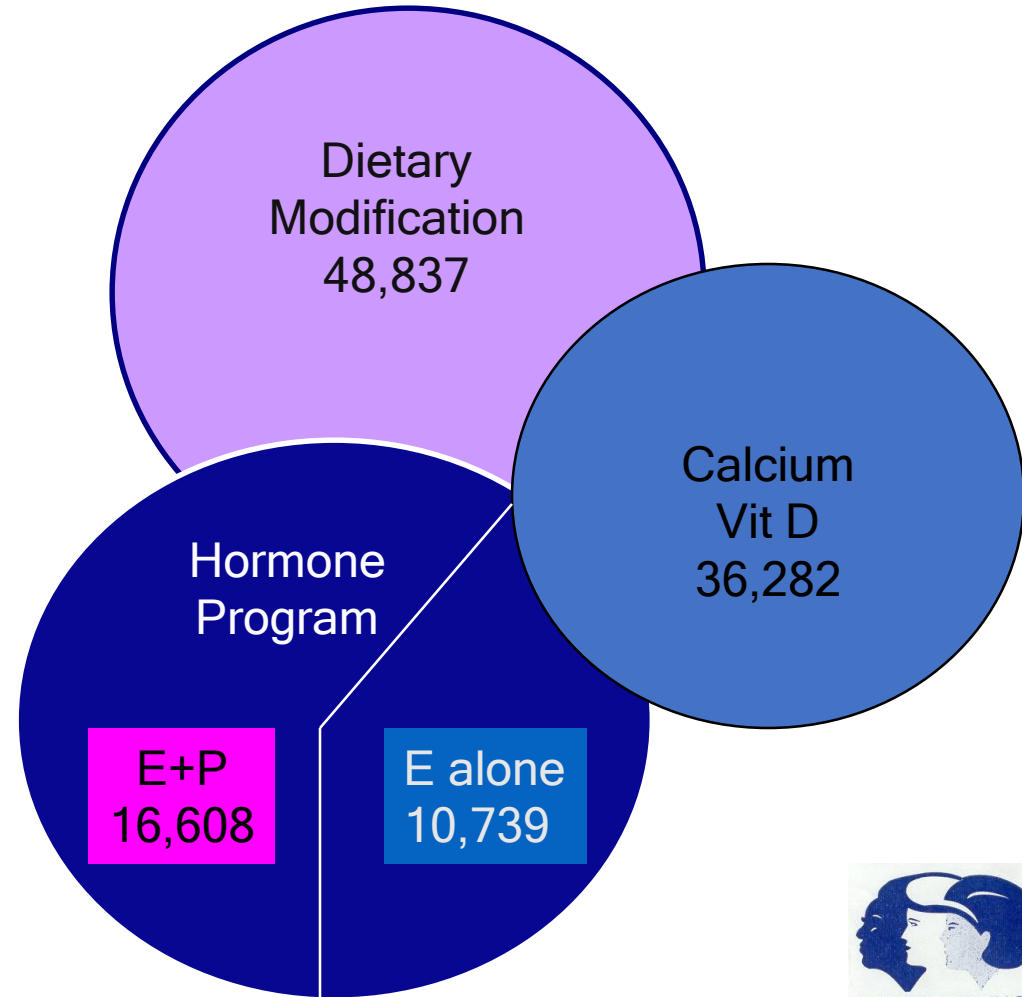 Dietary
Modification
48,837
Calcium
Vit D
36,282
Hormone
Program
E+P
16,608
E alone
10,739